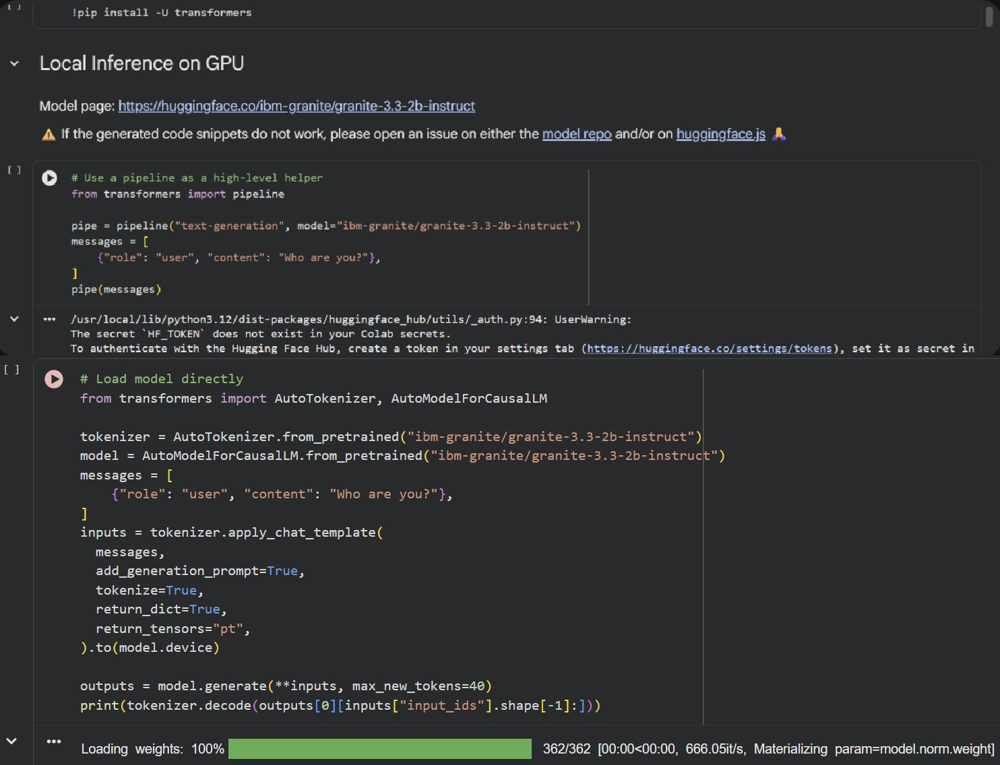 [ ]
!pip install -U transformers
Local Inference on GPU
Model page: https://huggingface.co/ibm-granite/granite-3.3-2b-instruct
⚠️ If the generated code snippets do not work, please open an issue on either the model repo and/or on huggingface.js 🙏
[ ]
# Use a pipeline as a high-level helper
from transformers import pipeline
pipe = pipeline("text-generation", model="ibm-granite/granite-3.3-2b-instruct")
messages = [
    {"role": "user", "content": "Who are you?"},
]
pipe(messages)
/usr/local/lib/python3.12/dist-packages/huggingface_hub/utils/_auth.py:94: UserWarning:
The secret `HF_TOKEN` does not exist in your Colab secrets.
To authenticate with the Hugging Face Hub, create a token in your settings tab (https://huggingface.co/settings/tokens), set it as secret in
[ ]
# Load model directly
from transformers import AutoTokenizer, AutoModelForCausalLM
tokenizer = AutoTokenizer.from_pretrained("ibm-granite/granite-3.3-2b-instruct")
model = AutoModelForCausalLM.from_pretrained("ibm-granite/granite-3.3-2b-instruct")
messages = [
    {"role": "user", "content": "Who are you?"},
]
inputs = tokenizer.apply_chat_template(
  messages,
  add_generation_prompt=True,
  tokenize=True,
  return_dict=True,
  return_tensors="pt",
).to(model.device)
outputs = model.generate(**inputs, max_new_tokens=40)
print(tokenizer.decode(outputs[0][inputs["input_ids"].shape[-1]:]))
Loading weights: 100% 362/362 [00:00<00:00, 666.05it/s, Materializing param=model.norm.weight]